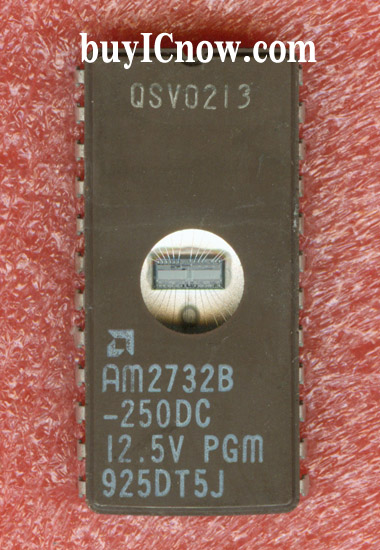 buyICnow.com
QSV0213
AM2732B
-250DC
12.5V PGM
925DT5J